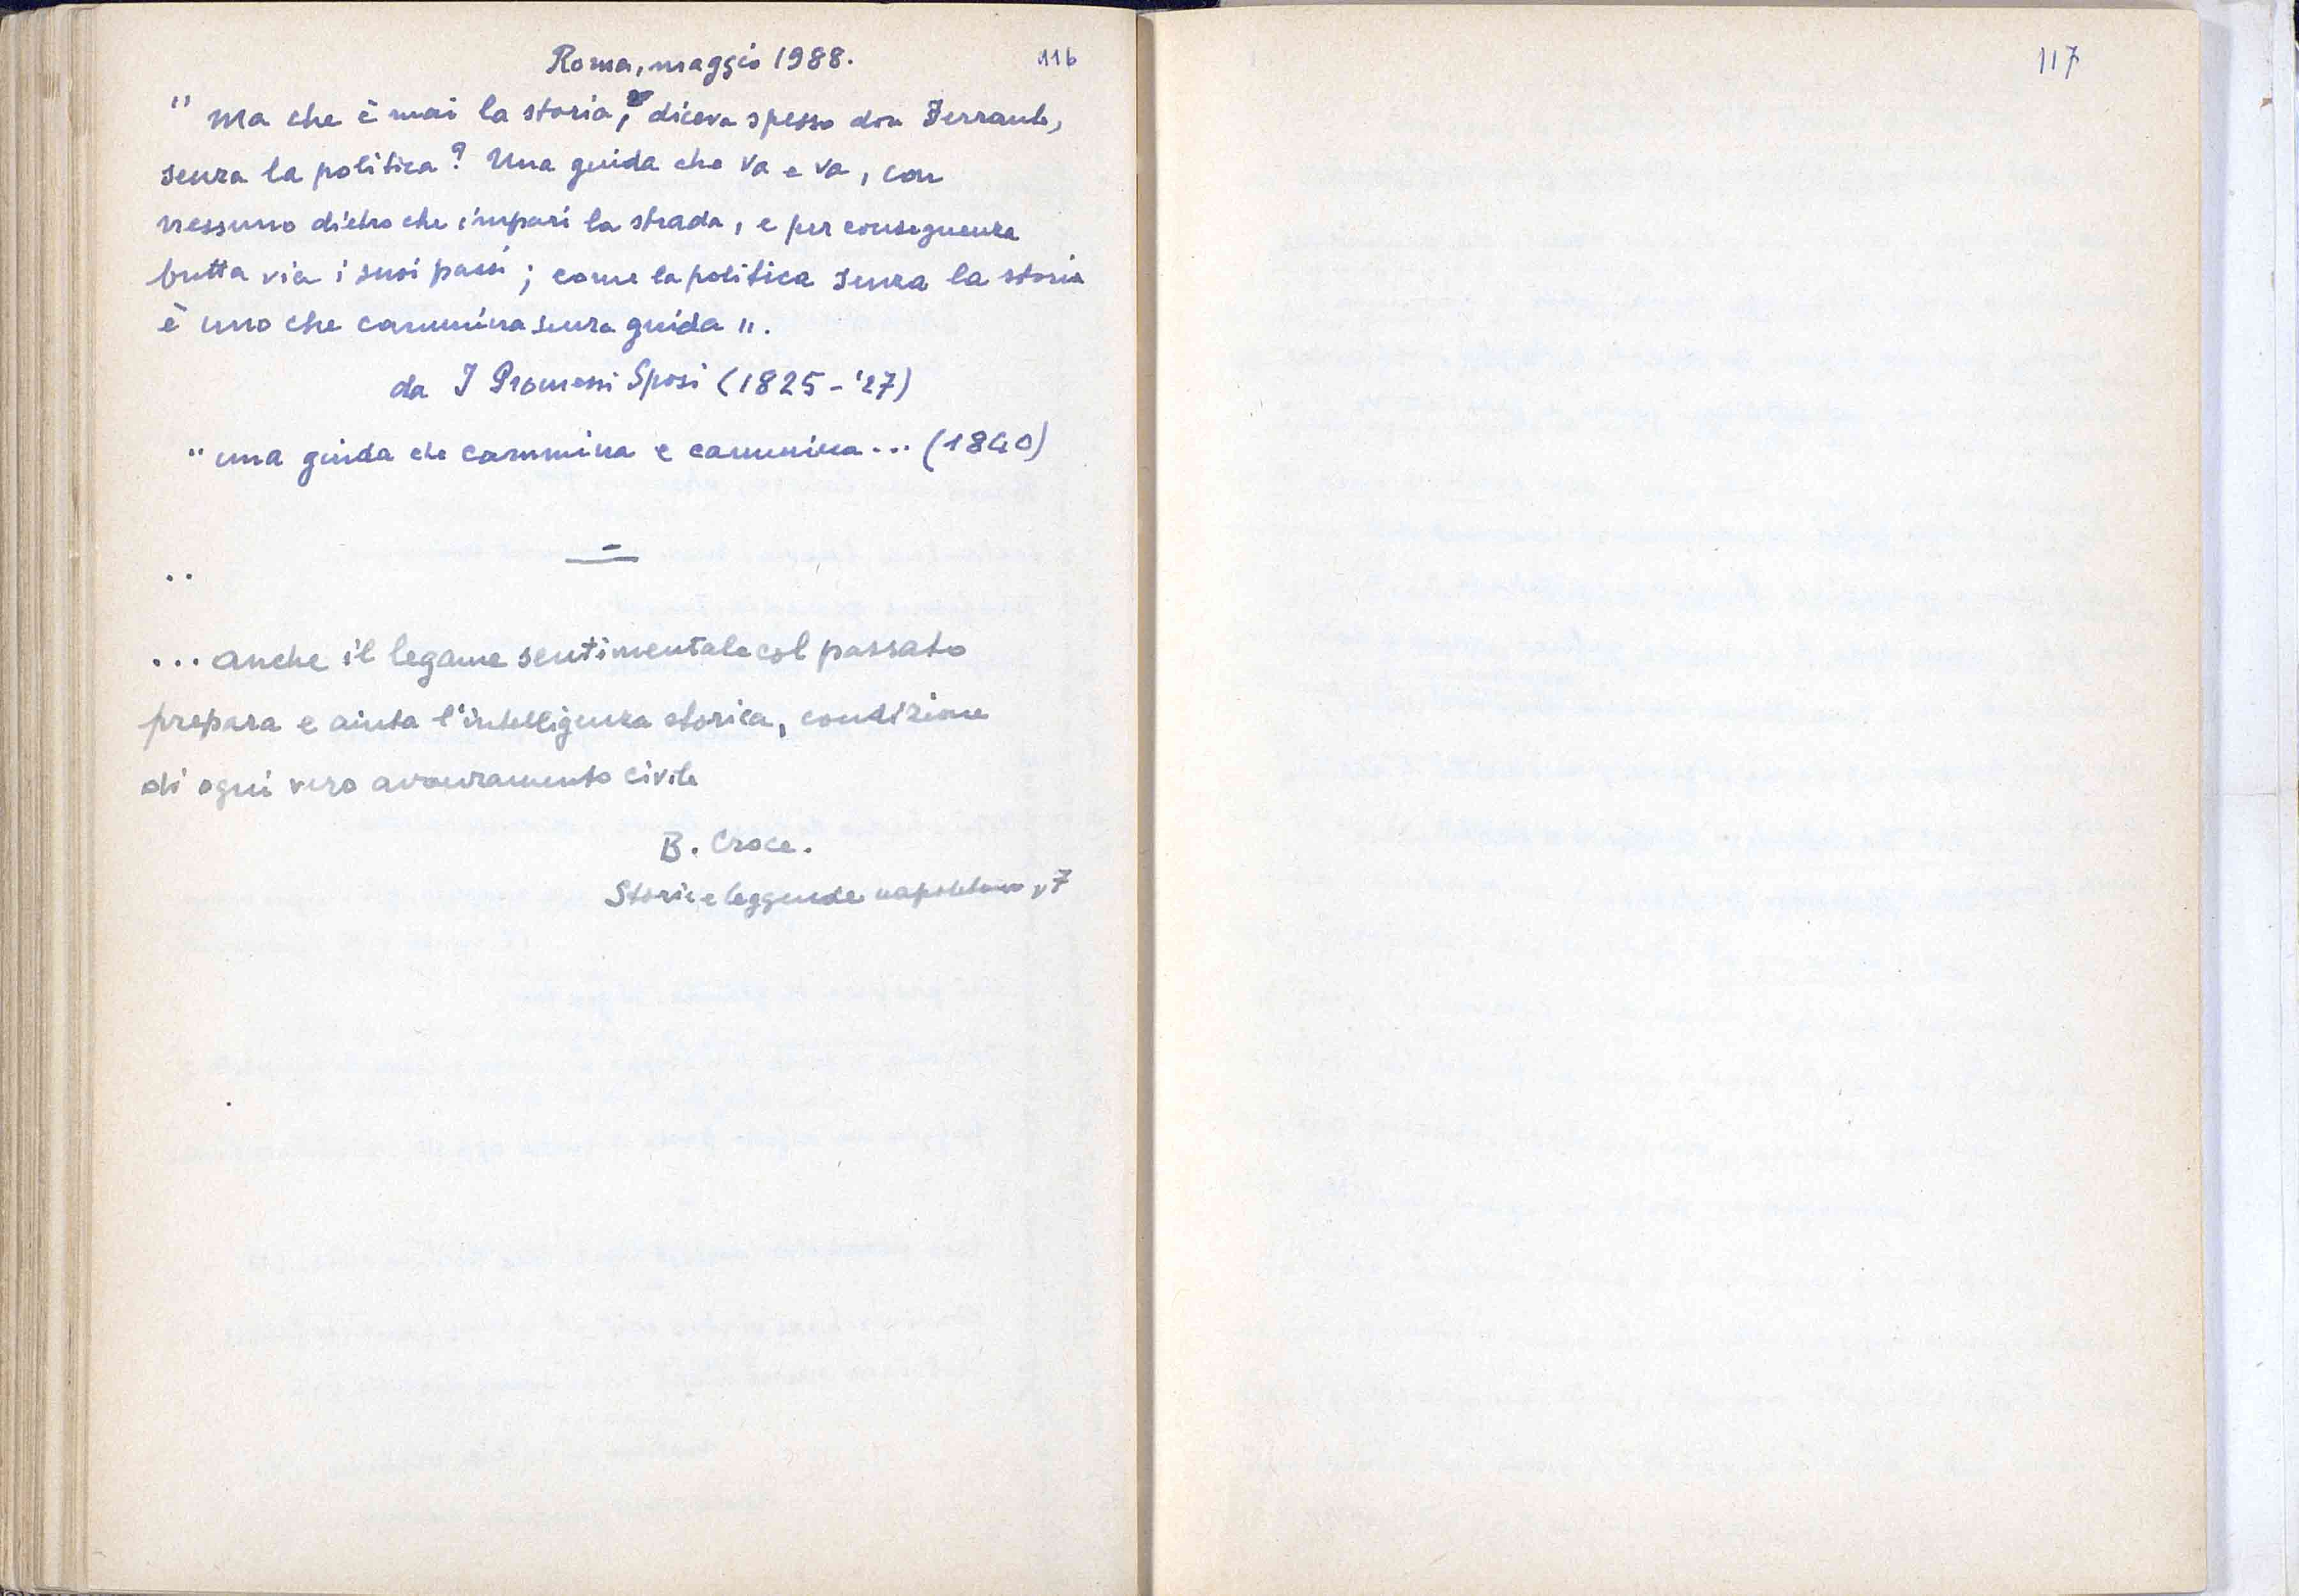 Roma, maggio 1988.
116
" Ma che è mai la storia, diceva spesso don Ferrante,
senza la politica? Una guida che va e va, con
nessuno dietro che impari la strada, e per conseguenza
butta via i suoi passi; come la politica senza la storia
è uno che cammina senza guida ".
da I Promessi Sposi (1825-'27)
" una guida che cammina e cammina... (1840)
..
... anche il legame sentimentale col passato
prepara e aiuta l'intelligenza storica, condizione
di ogni vero avanzamento civile
B. Croce.
Storie e leggende napoletane, 7
117